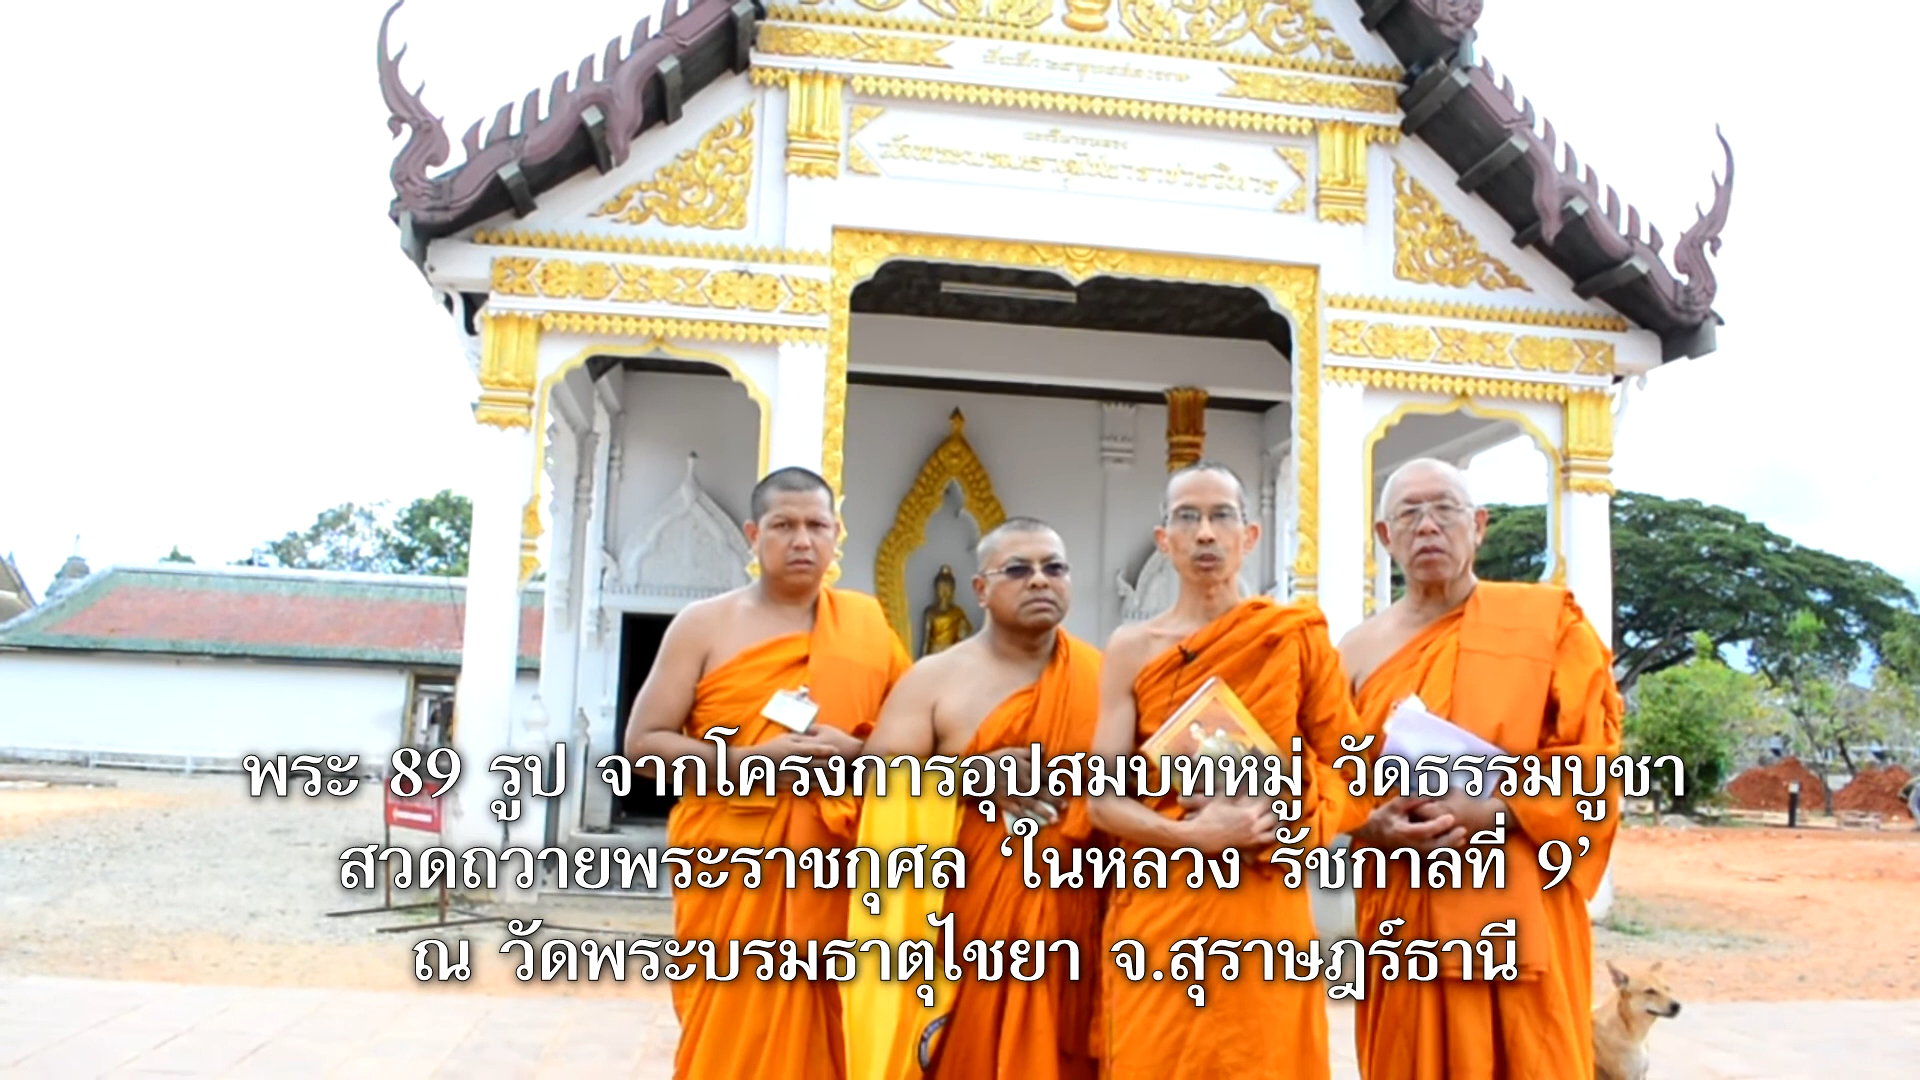 พระ 89 รูป จากโครงการอุปสมบทหมู่ วัดธรรมบูชา
สวดถวายพระราชกุศล ‘ในหลวง รัชกาลที่ 9’
ณ วัดพระบรมธาตุไชยา จ.สุราษฎร์ธานี